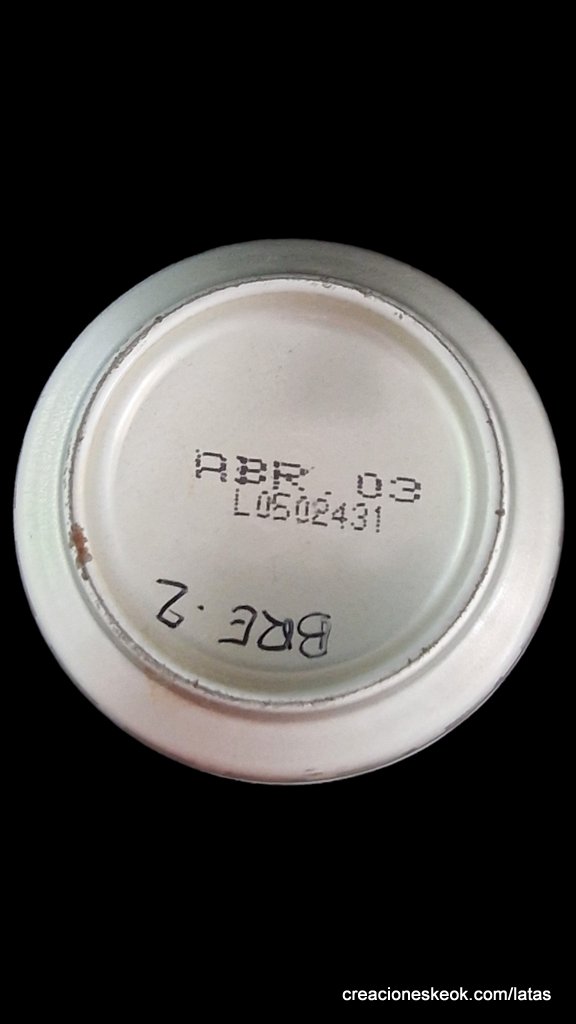 ABR. 03
L0502431
BRE.2
creacioneskeok.com/latas